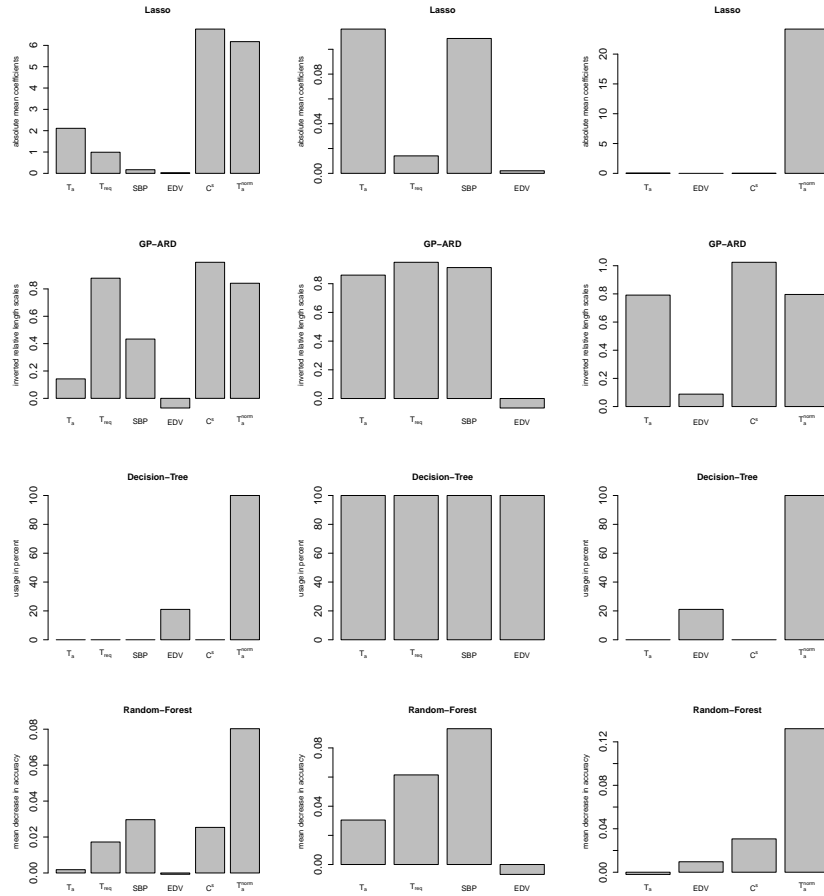 Lasso
absolute mean coefficients
0 1 2 3 4 5 6
Tₐ T_req SBP EDV Cˢ Tₐⁿᵒʳᵐ
Lasso
absolute mean coefficients
0.00 0.04 0.08
Tₐ T_req SBP EDV
Lasso
absolute mean coefficients
0 5 10 15 20
Tₐ EDV Cˢ Tₐⁿᵒʳᵐ
GP−ARD
inverted relative length scales
0.0 0.2 0.4 0.6 0.8
Tₐ T_req SBP EDV Cˢ Tₐⁿᵒʳᵐ
GP−ARD
inverted relative length scales
0.0 0.2 0.4 0.6 0.8
Tₐ T_req SBP EDV
GP−ARD
inverted relative length scales
0.0 0.2 0.4 0.6 0.8 1.0
Tₐ EDV Cˢ Tₐⁿᵒʳᵐ
Decision−Tree
usage in percent
0 20 40 60 80 100
Tₐ T_req SBP EDV Cˢ Tₐⁿᵒʳᵐ
Decision−Tree
usage in percent
0 20 40 60 80 100
Tₐ T_req SBP EDV
Decision−Tree
usage in percent
0 20 40 60 80 100
Tₐ EDV Cˢ Tₐⁿᵒʳᵐ
Random−Forest
mean decrease in accuracy
0.00 0.02 0.04 0.06 0.08
Tₐ T_req SBP EDV Cˢ Tₐⁿᵒʳᵐ
Random−Forest
mean decrease in accuracy
0.00 0.04 0.08
Tₐ T_req SBP EDV
Random−Forest
mean decrease in accuracy
0.00 0.04 0.08 0.12
Tₐ EDV Cˢ Tₐⁿᵒʳᵐ